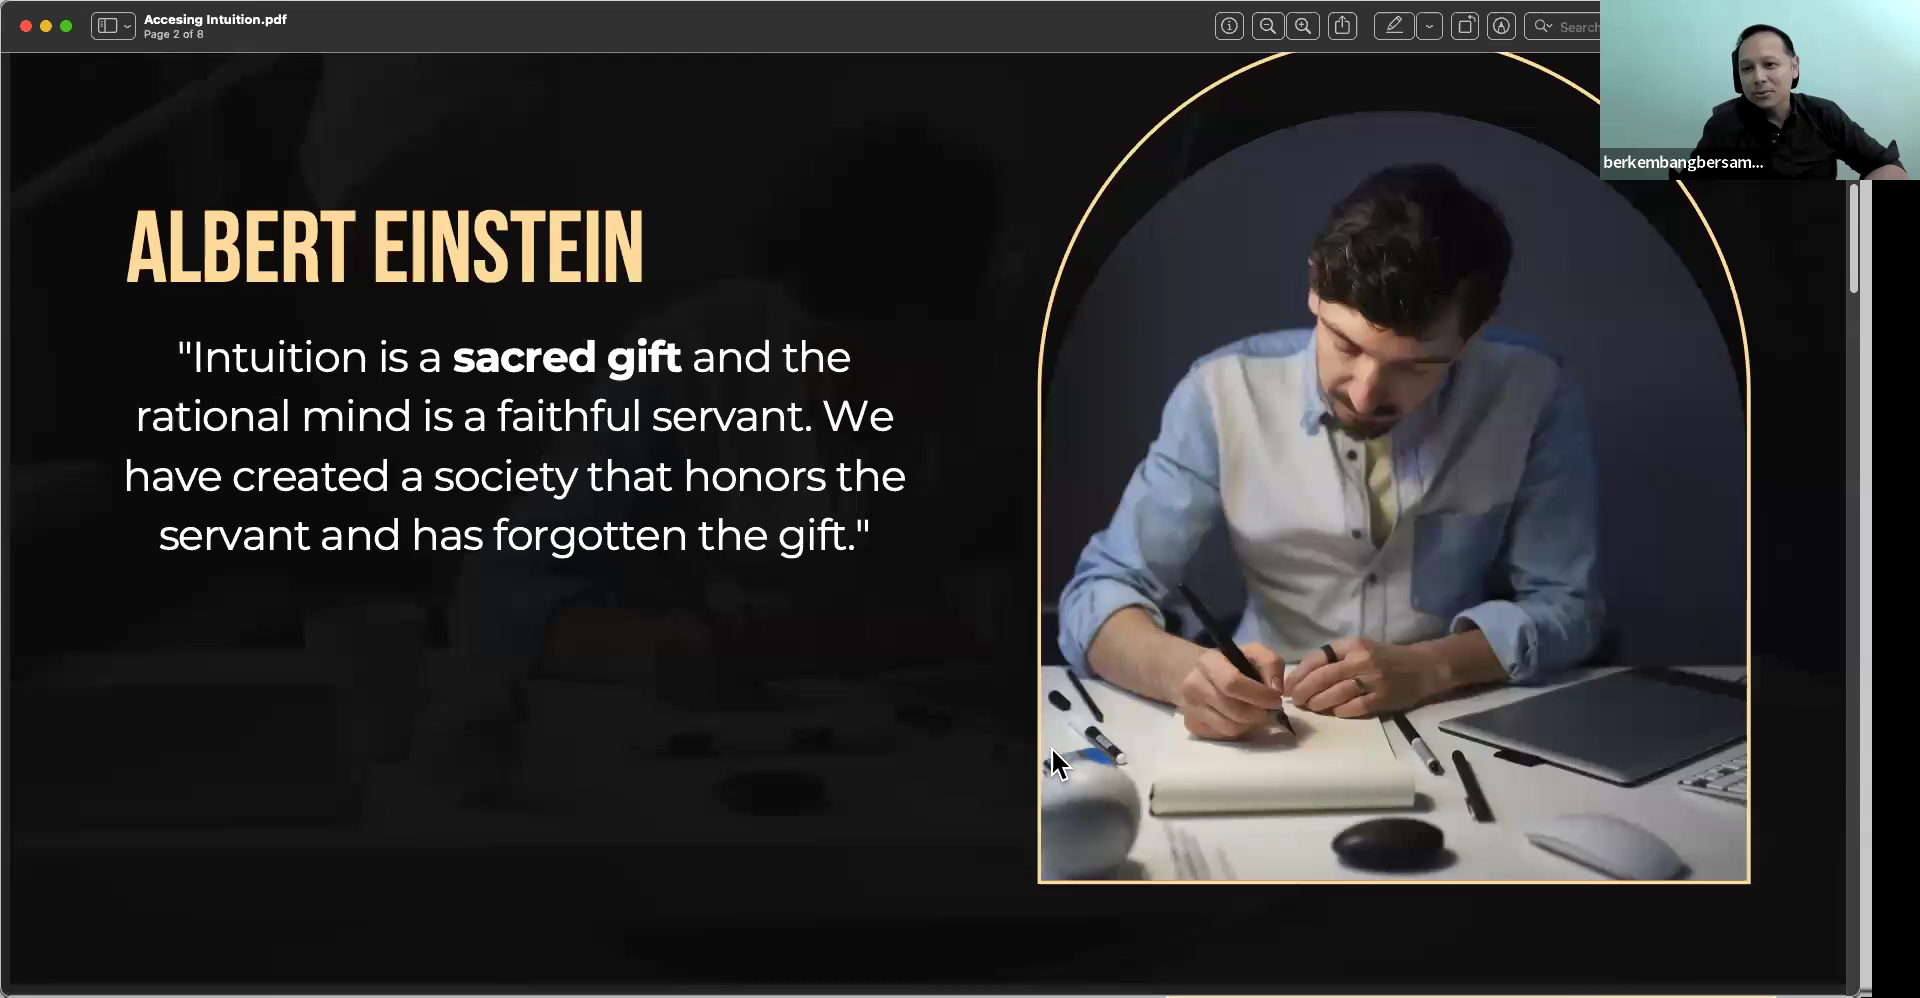 Accesing Intuition.pdf
Page 2 of 8
Search
berkembangbersam...
ALBERT EINSTEIN
"Intuition is a sacred gift and the
rational mind is a faithful servant. We
have created a society that honors the
servant and has forgotten the gift."